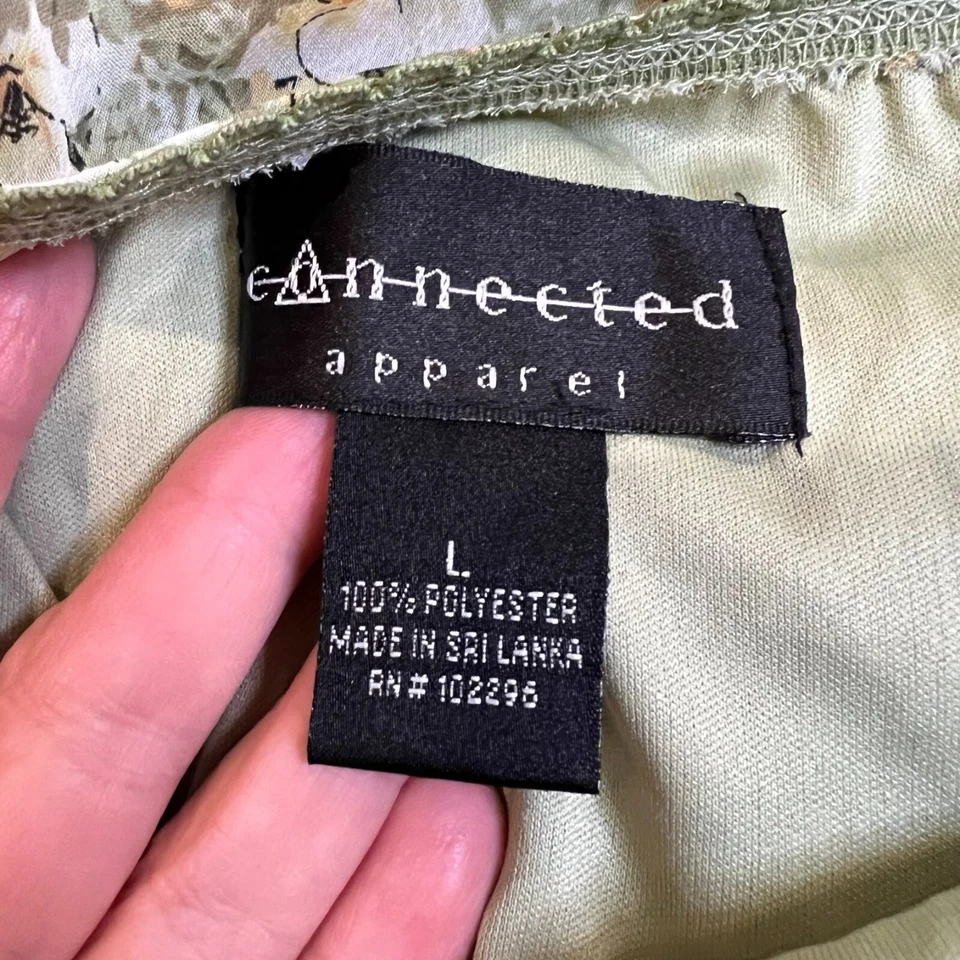 connected
apparel
L
100% POLYESTER
MADE IN SRI LANKA
RN # 102296